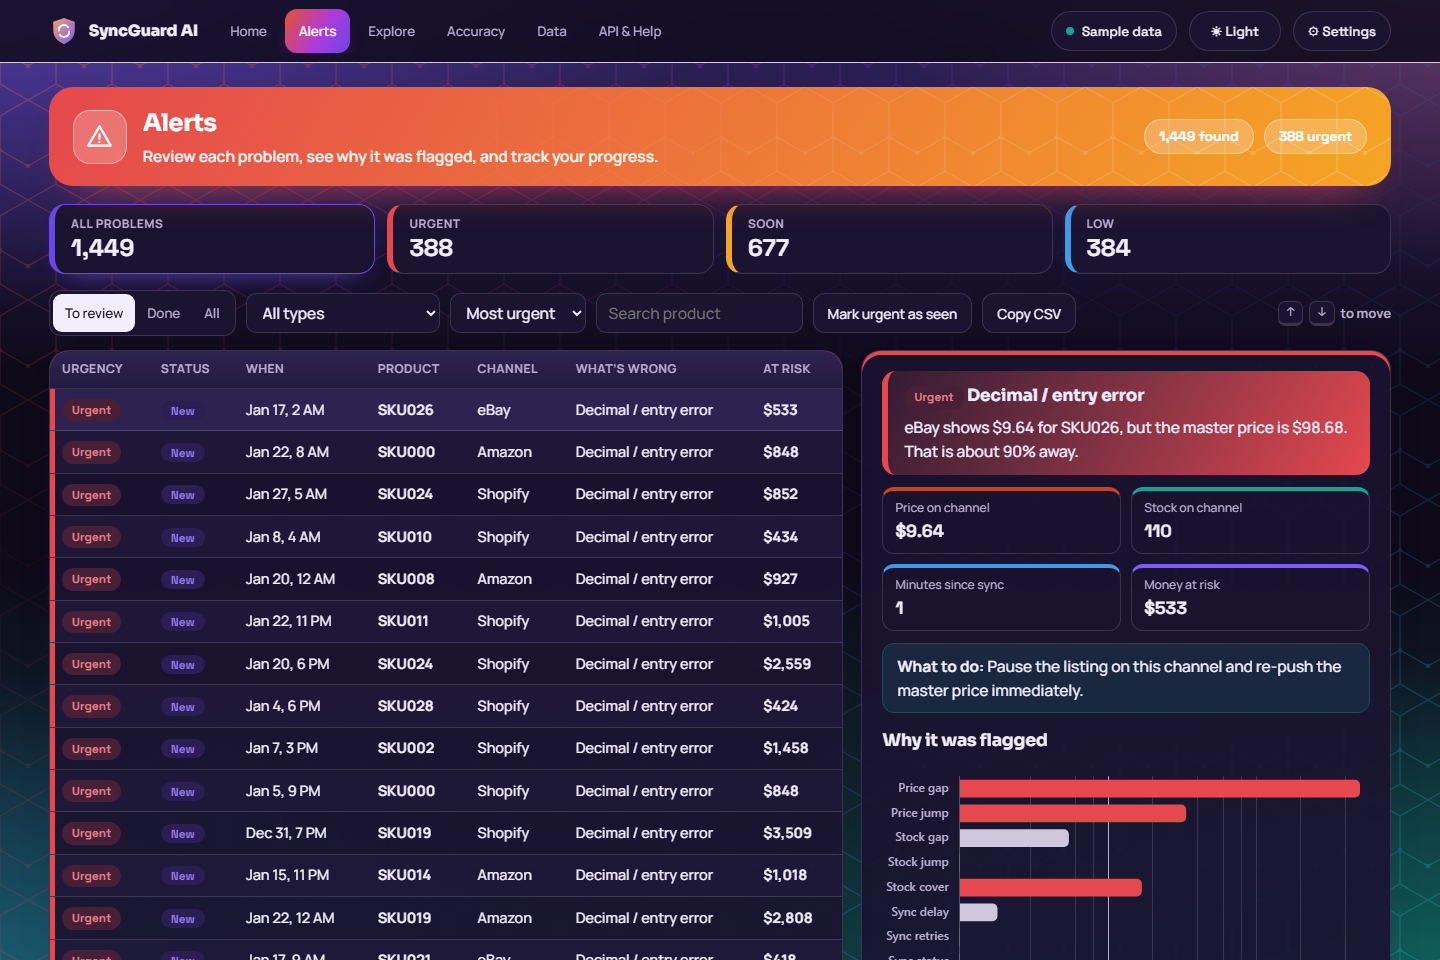 SyncGuard AI
Home
Alerts
Explore
Accuracy
Data
API & Help
Sample data
☀ Light
⚙ Settings
Alerts
Review each problem, see why it was flagged, and track your progress.
1,449 found
388 urgent
ALL PROBLEMS
1,449
URGENT
388
SOON
677
LOW
384
To review
Done
All
All types
Most urgent
Search product
Mark urgent as seen
Copy CSV
↑ ↓ to move
URGENCY STATUS WHEN PRODUCT CHANNEL WHAT'S WRONG AT RISK
Urgent New Jan 17, 2 AM SKU026 eBay Decimal / entry error $533
Urgent New Jan 22, 8 AM SKU000 Amazon Decimal / entry error $848
Urgent New Jan 27, 5 AM SKU024 Shopify Decimal / entry error $852
Urgent New Jan 8, 4 AM SKU010 Shopify Decimal / entry error $434
Urgent New Jan 20, 12 AM SKU008 Amazon Decimal / entry error $927
Urgent New Jan 22, 11 PM SKU011 Shopify Decimal / entry error $1,005
Urgent New Jan 20, 6 PM SKU024 Shopify Decimal / entry error $2,559
Urgent New Jan 4, 6 PM SKU028 Shopify Decimal / entry error $424
Urgent New Jan 7, 3 PM SKU002 Shopify Decimal / entry error $1,458
Urgent New Jan 5, 9 PM SKU000 Shopify Decimal / entry error $848
Urgent New Dec 31, 7 PM SKU019 Shopify Decimal / entry error $3,509
Urgent New Jan 15, 11 PM SKU014 Amazon Decimal / entry error $1,018
Urgent New Jan 22, 12 AM SKU019 Amazon Decimal / entry error $2,808
Urgent New Jan 17, 9 AM SKU021 eBay Decimal / entry error $419
Urgent Decimal / entry error
eBay shows $9.64 for SKU026, but the master price is $98.68.
That is about 90% away.
Price on channel
$9.64
Stock on channel
110
Minutes since sync
1
Money at risk
$533
What to do: Pause the listing on this channel and re-push the
master price immediately.
Why it was flagged
Price gap
Price jump
Stock gap
Stock jump
Stock cover
Sync delay
Sync retries
Sync status